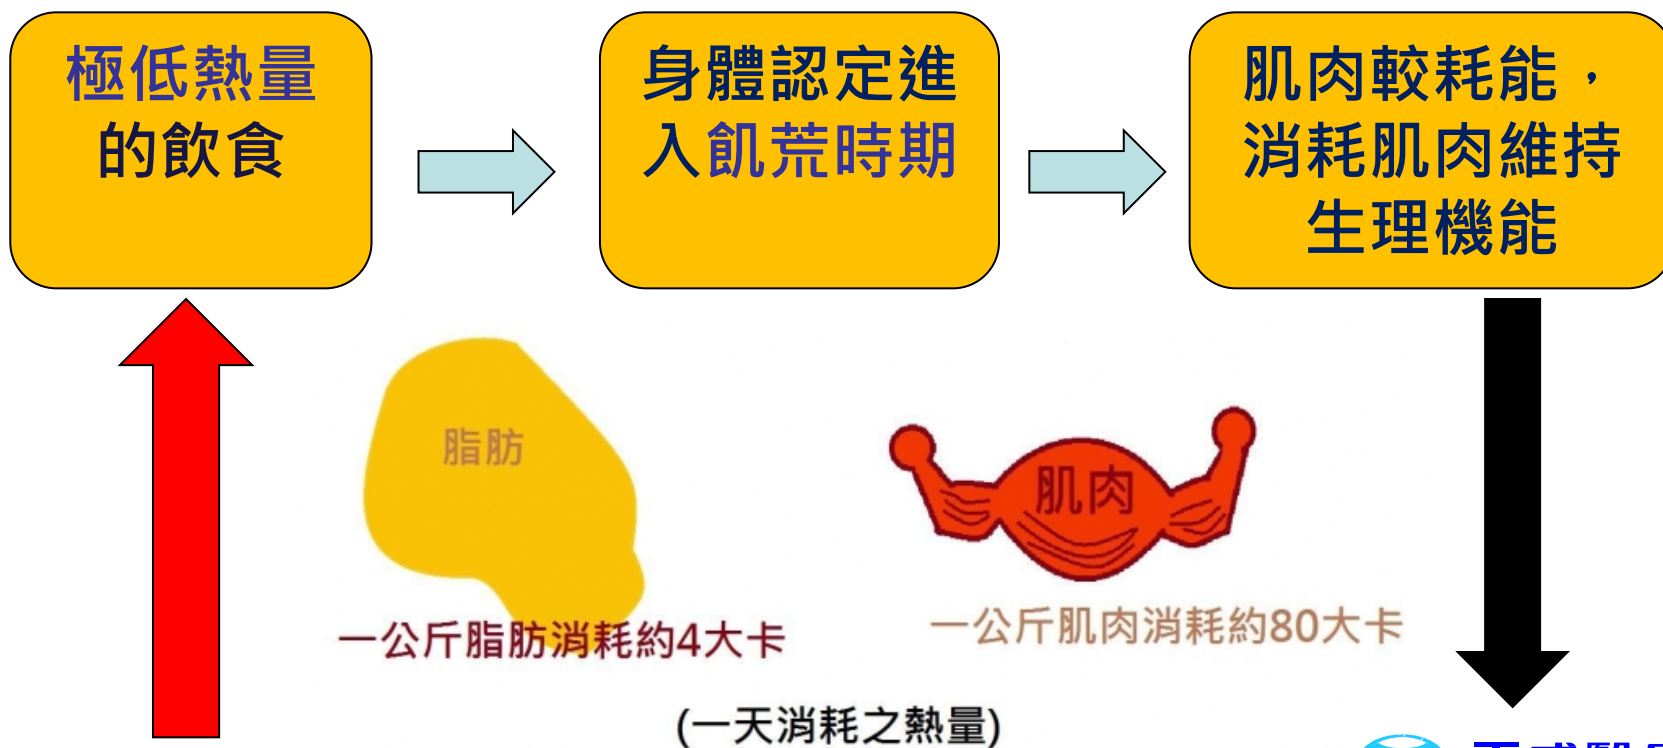 極低熱量
的飲食
身體認定進
入飢荒時期
肌肉較耗能，
消耗肌肉維持
生理機能
脂肪
肌肉
一公斤脂肪消耗約4大卡
一公斤肌肉消耗約80大卡
(一天消耗之熱量)